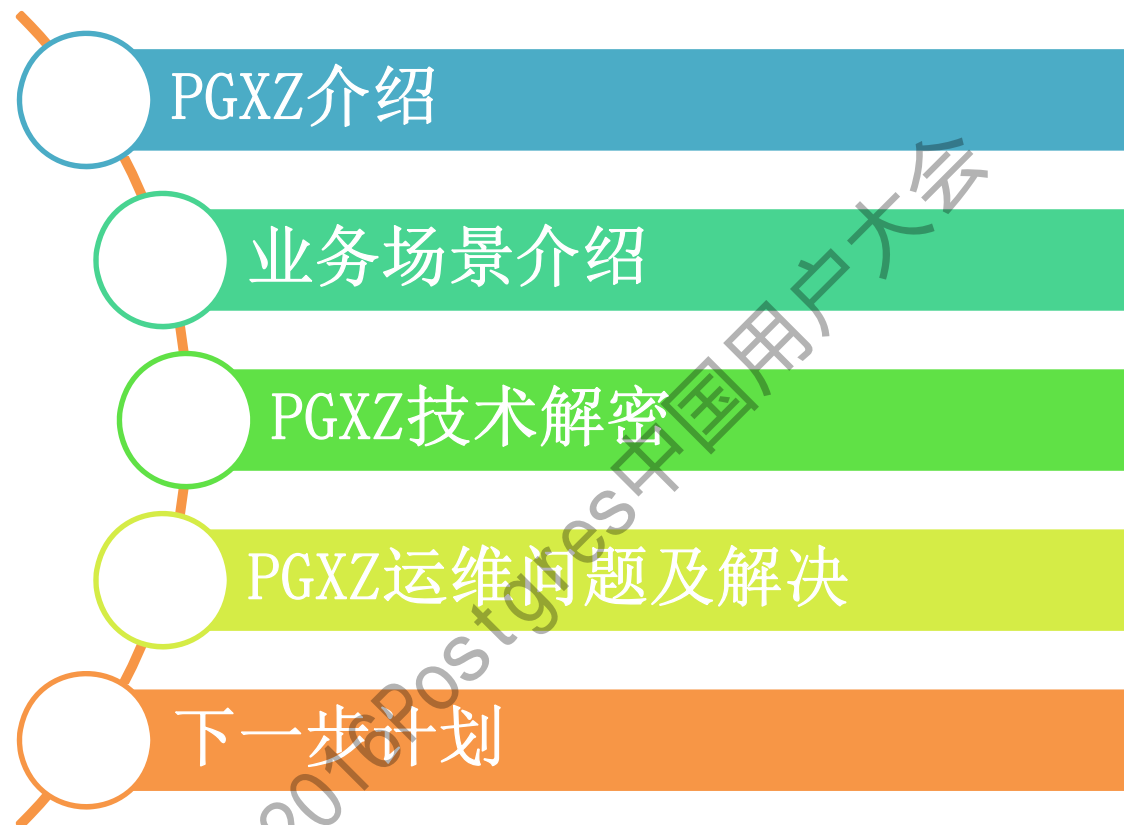 PGXZ介绍
业务场景介绍
PGXZ技术解密
PGXZ运维问题及解决
下一步计划
2016Postgres中国用户大会